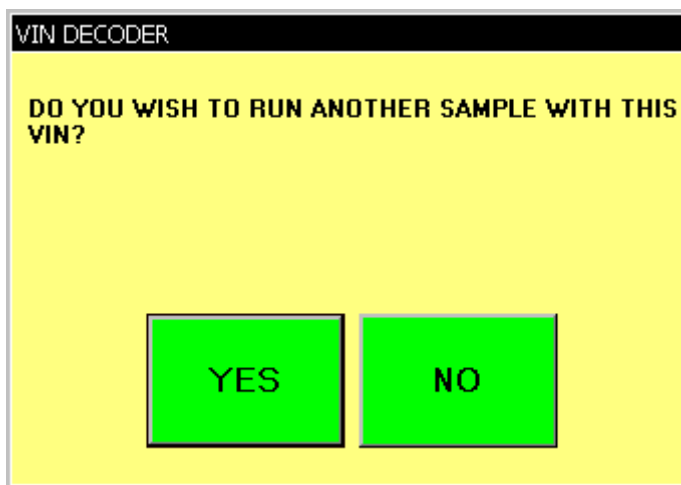 VIN DECODER
DO YOU WISH TO RUN ANOTHER SAMPLE WITH THIS
VIN?
YES NO